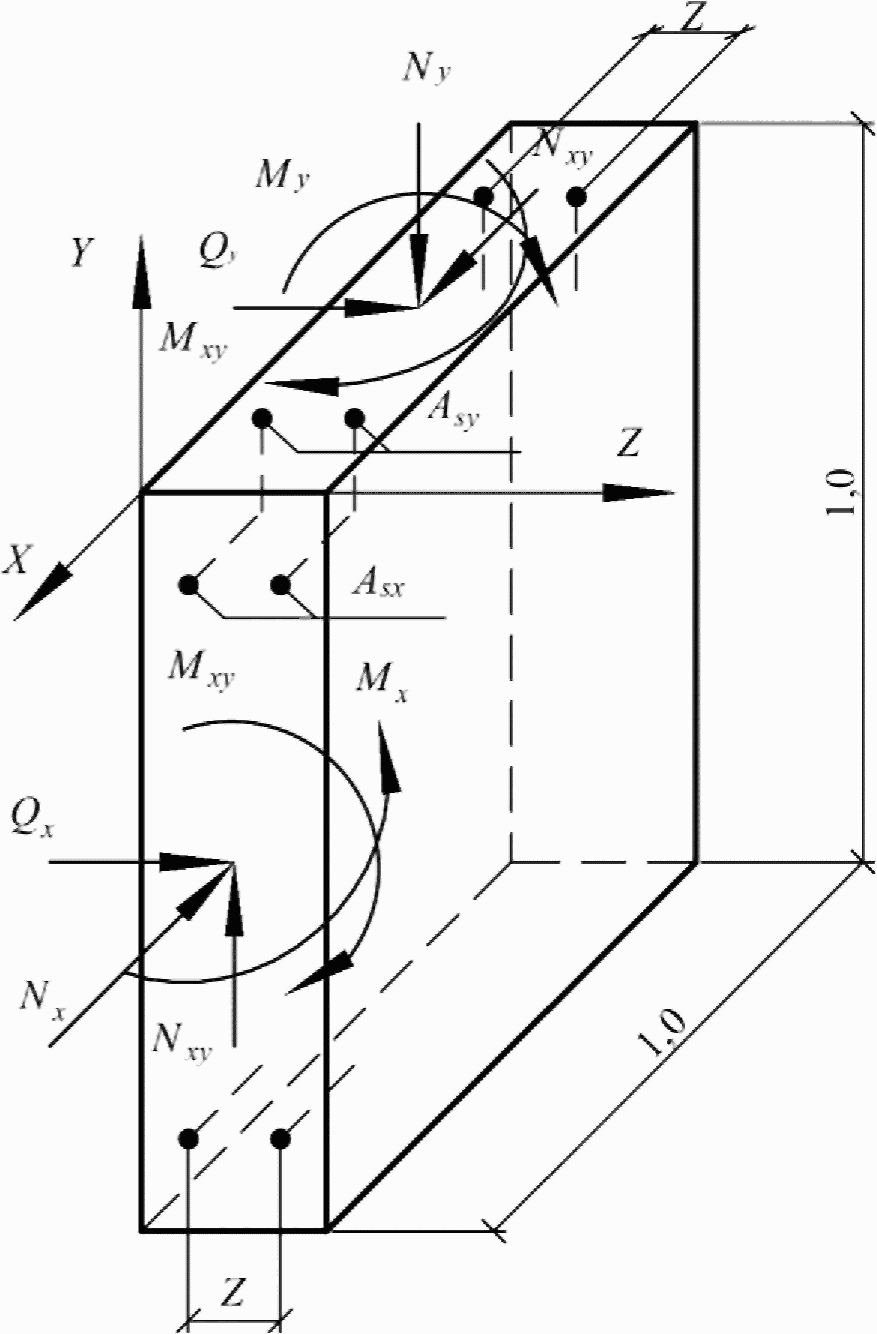 Z
N y
N xy
M y
Y
Q y
M xy
A sy
Z
1,0
X
A sx
M xy
M x
Q x
N x
N xy
1,0
Z